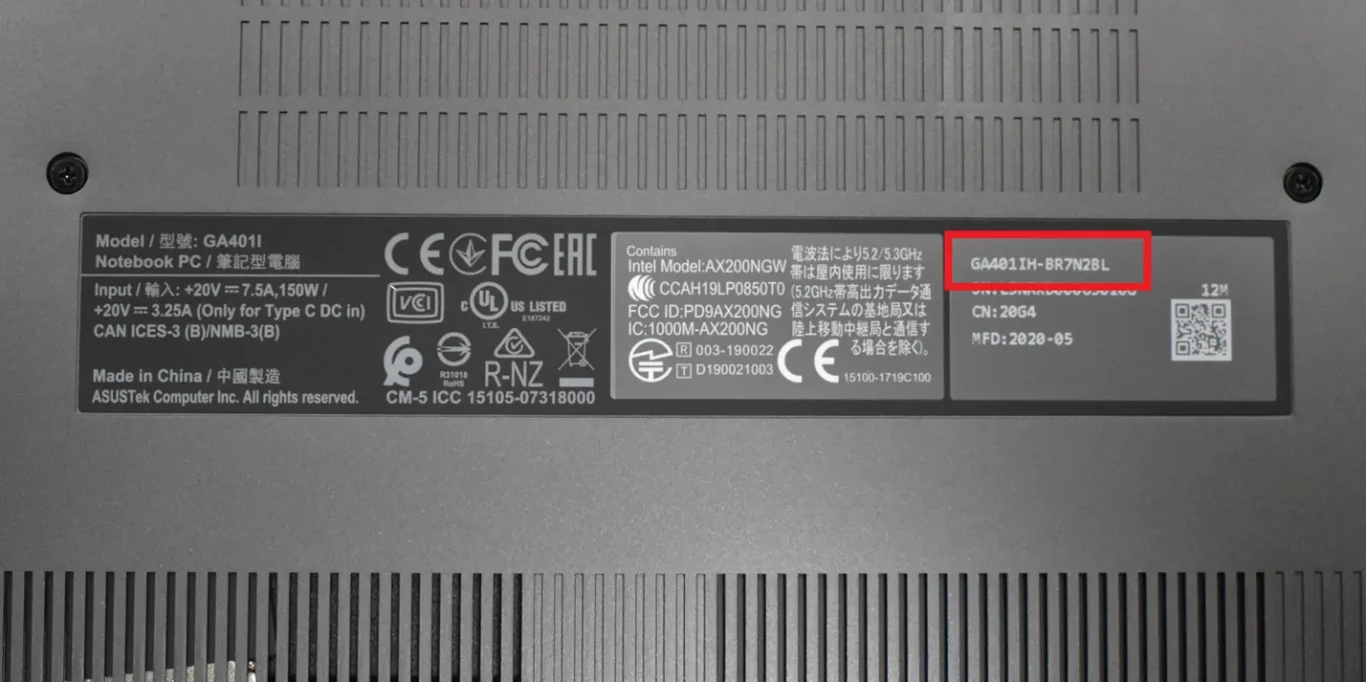 Model / 型號: GA401I
Notebook PC / 筆記型電腦
Input / 輸入: +20V ⎓ 7.5A,150W /
+20V ⎓ 3.25A (Only for Type C DC in)
CAN ICES-3 (B)/NMB-3(B)
Made in China / 中國製造
ASUSTek Computer Inc. All rights reserved.
CE FC EAC
VCI
c UL US LISTED
I.T.E. E187242
R31018
RoHS
R-NZ
CM-5 ICC 15105-07318000
Contains
Intel Model:AX200NGW
CCAH19LP0850T0
FCC ID:PD9AX200NG
IC:1000M-AX200NG
R 003-190022
T D190021003
電波法により5.2/5.3GHz
帯は屋内使用に限ります
(5.2GHz帯高出力データ通
信システムの基地局又は
陸上移動中継局と通信す
る場合を除く)。
CE
15100-1719C100
GA401IH-BR7N2BL
12M
CN:20G4
MFD:2020-05